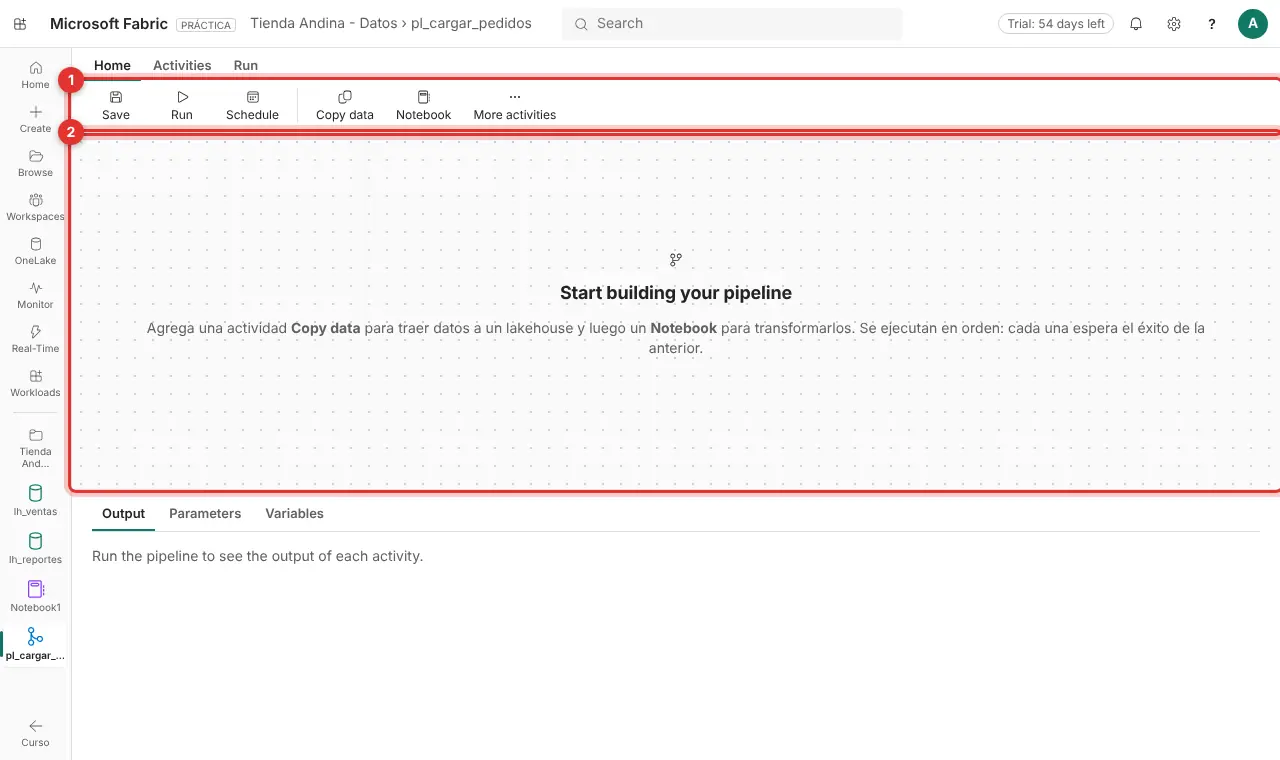 Microsoft Fabric PRÁCTICA Tienda Andina - Datos › pl_cargar_pedidos Search Trial: 54 days left ? A
Home Activities Run
1
Save Run Schedule Copy data Notebook More activities
2
Home
Create
Browse
Workspaces
OneLake
Monitor
Real-Time
Workloads
Tienda
And...
lh_ventas
lh_reportes
Notebook1
pl_cargar_...
Curso
Start building your pipeline
Agrega una actividad Copy data para traer datos a un lakehouse y luego un Notebook para transformarlos. Se ejecutan en orden: cada una espera el éxito de la
anterior.
Output Parameters Variables
Run the pipeline to see the output of each activity.